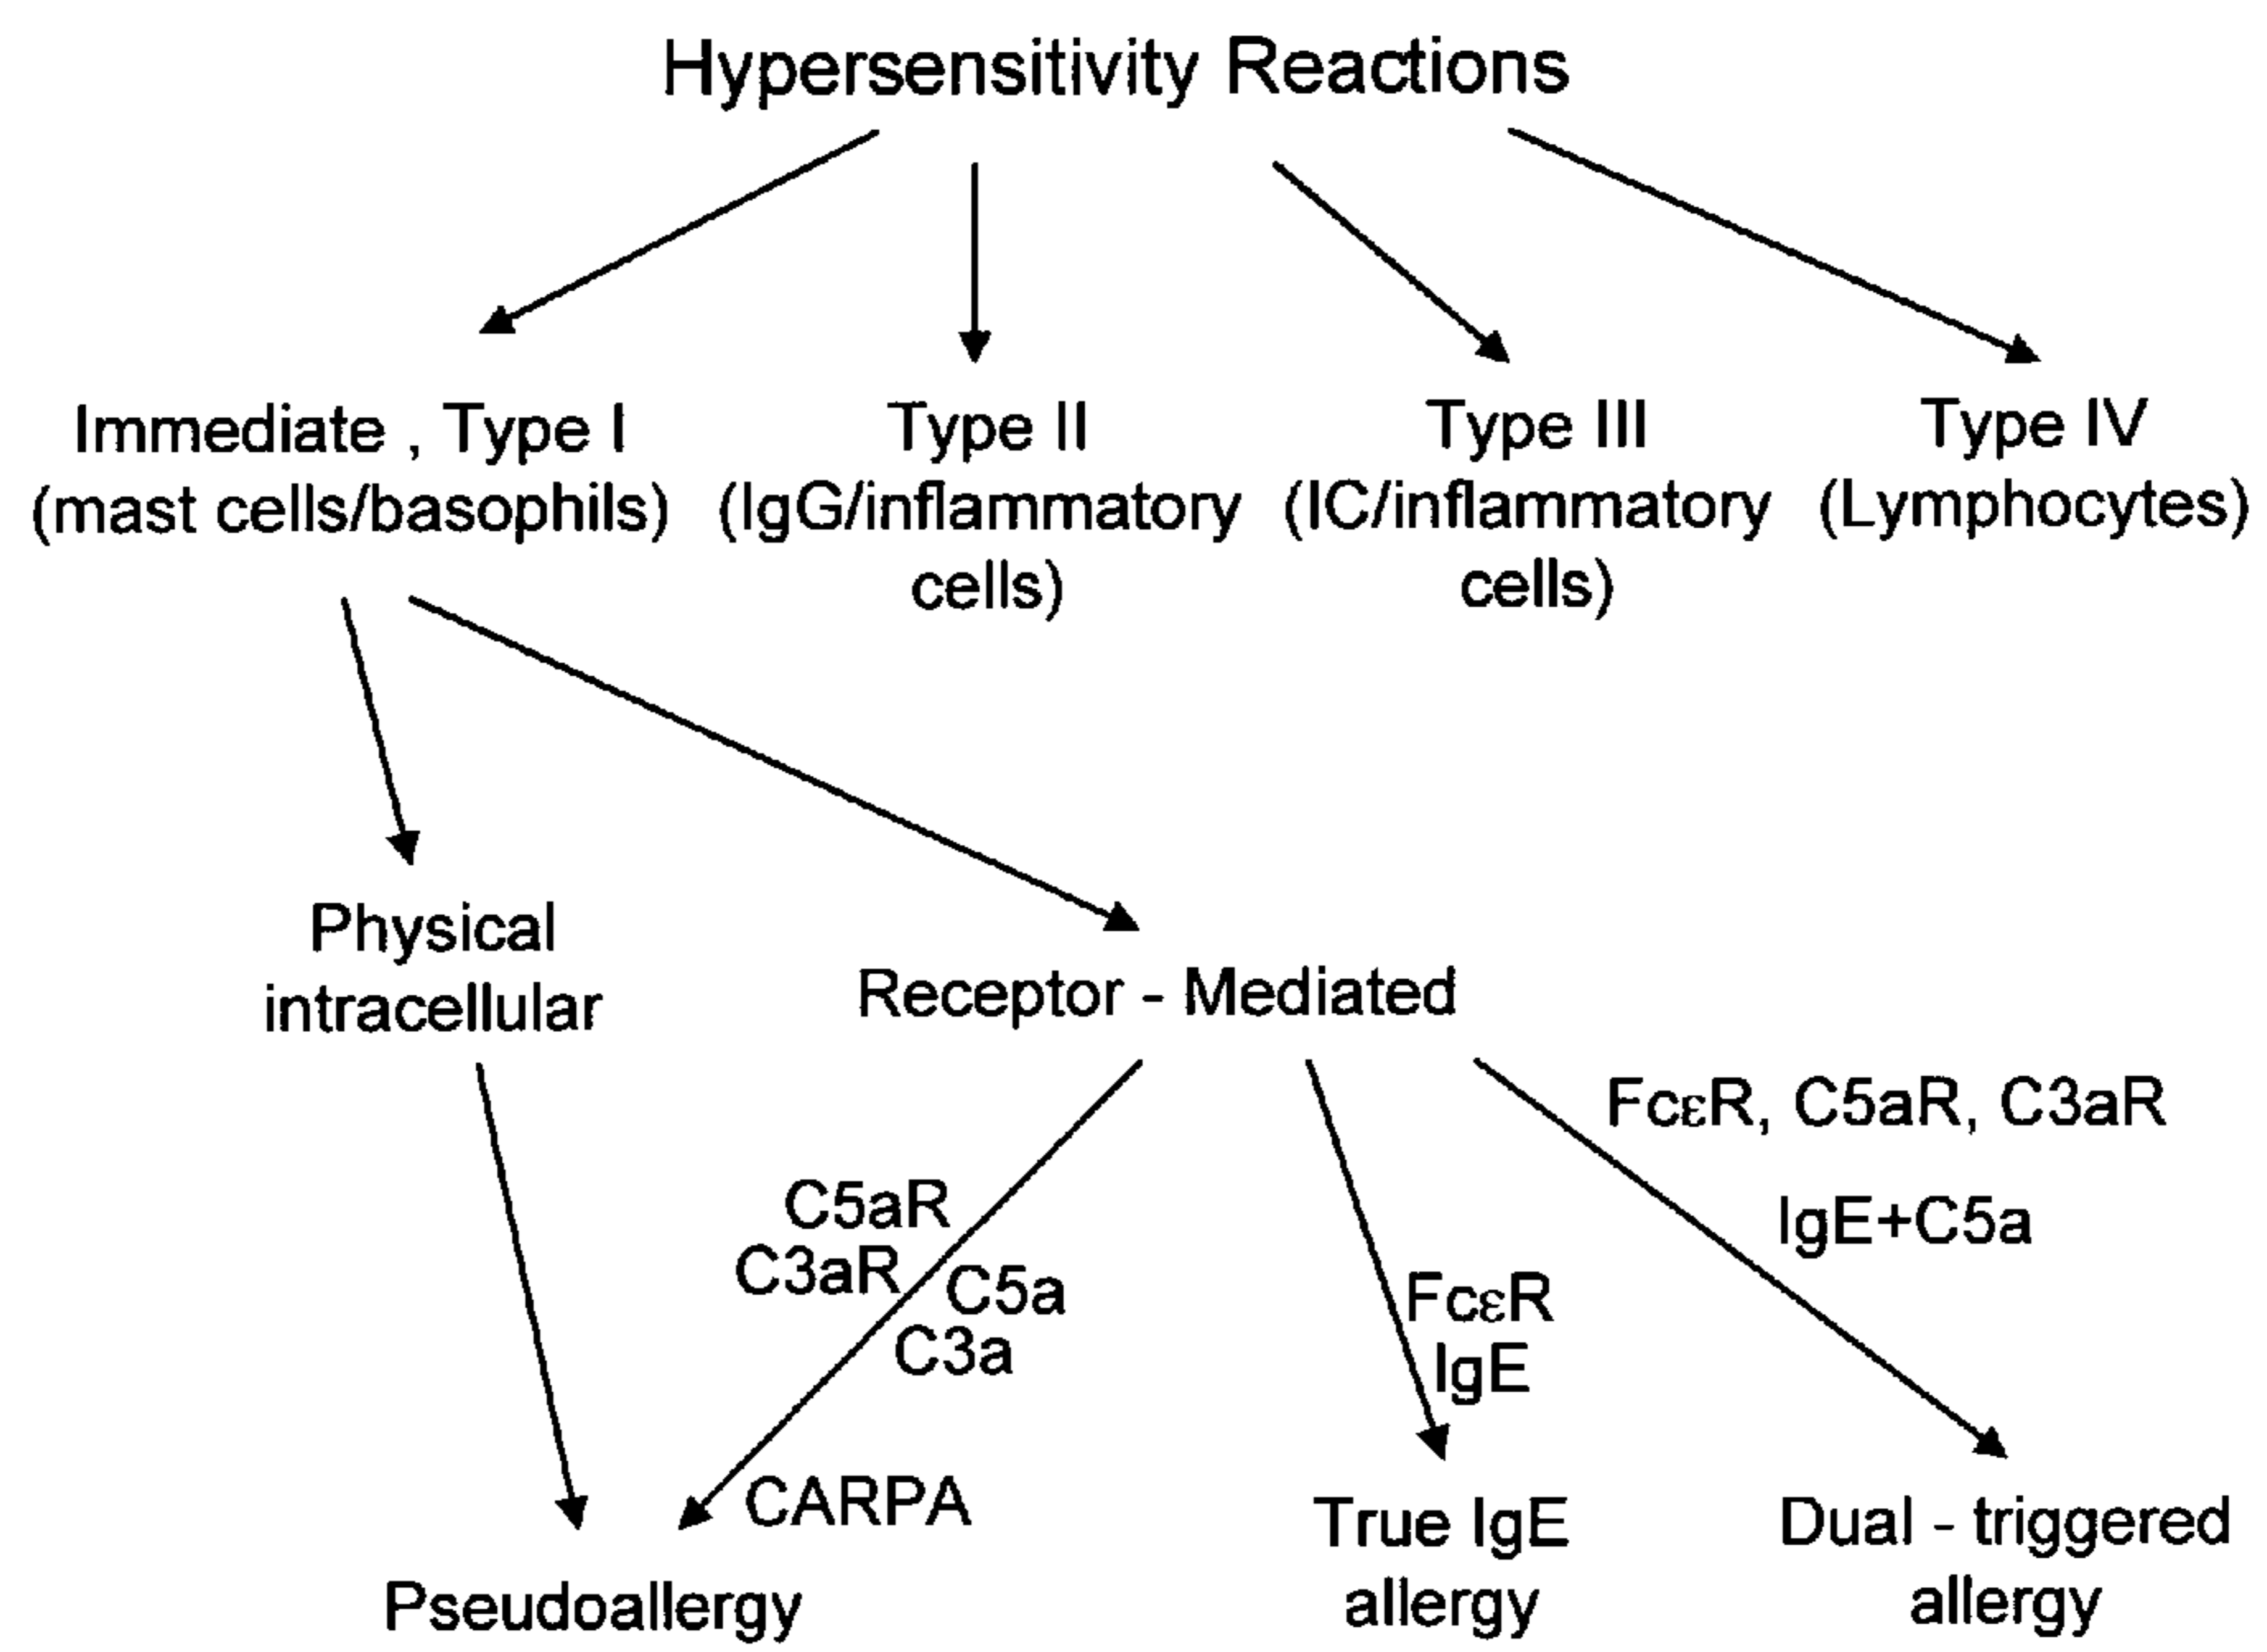 Hypersensitivity Reactions
Immediate , Type I
(mast cells/basophils)
Type II
(IgG/inflammatory
cells)
Type III
(IC/inflammatory
cells)
Type IV
(Lymphocytes)
Physical
intracellular
Receptor - Mediated
C5aR
C3aR
C5a
C3a
CARPA
FcεR
IgE
FcεR, C5aR, C3aR
IgE+C5a
Pseudoallergy
True IgE
allergy
Dual - triggered
allergy